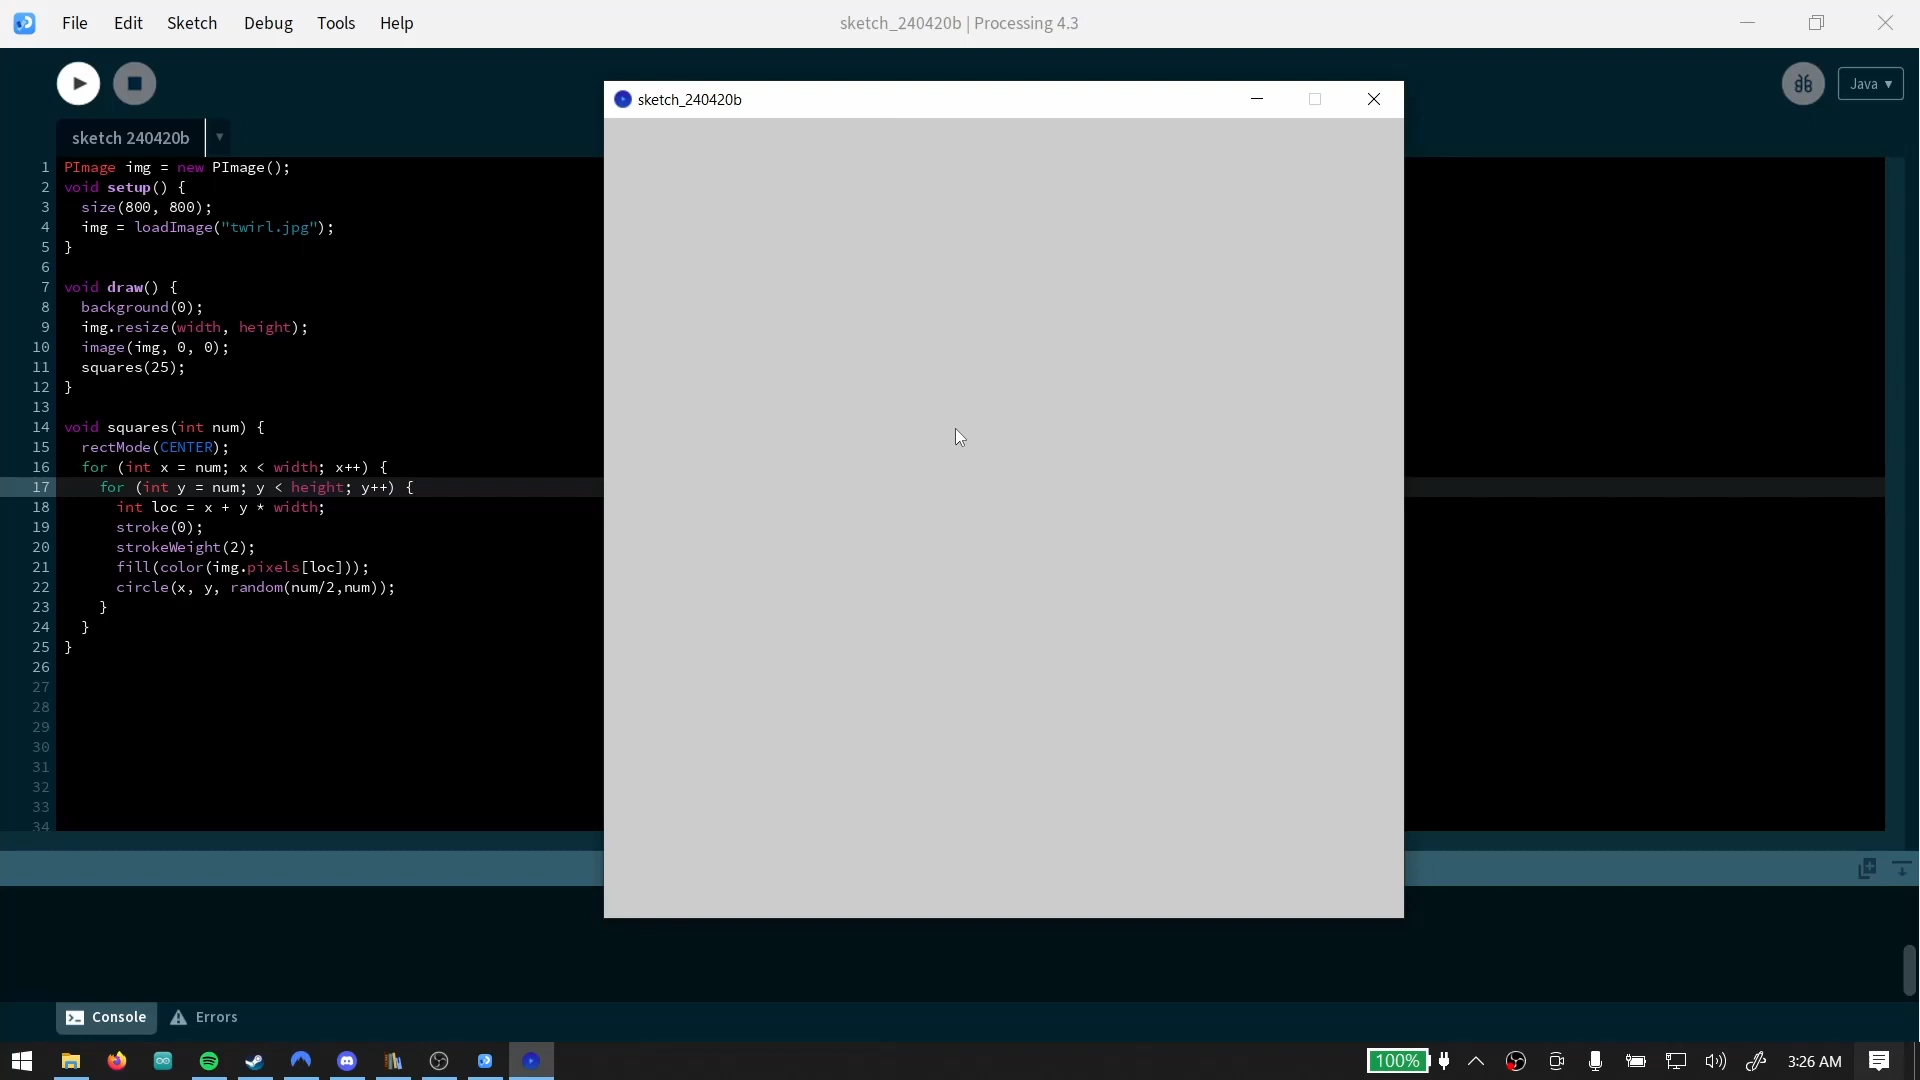 File Edit Sketch Debug Tools Help
sketch_240420b | Processing 4.3
Java ▾
sketch 240420b
sketch_240420b
1 PImage img = new PImage();
2 void setup() {
3 size(800, 800);
4 img = loadImage("twirl.jpg");
5 }
6
7 void draw() {
8 background(0);
9 img.resize(width, height);
10 image(img, 0, 0);
11 squares(25);
12 }
13
14 void squares(int num) {
15 rectMode(CENTER);
16 for (int x = num; x < width; x++) {
17 for (int y = num; y < height; y++) {
18 int loc = x + y * width;
19 stroke(0);
20 strokeWeight(2);
21 fill(color(img.pixels[loc]));
22 circle(x, y, random(num/2,num));
23 }
24 }
25 }
26
27
28
29
30
31
32
33
34
Console Errors
100% 3:26 AM